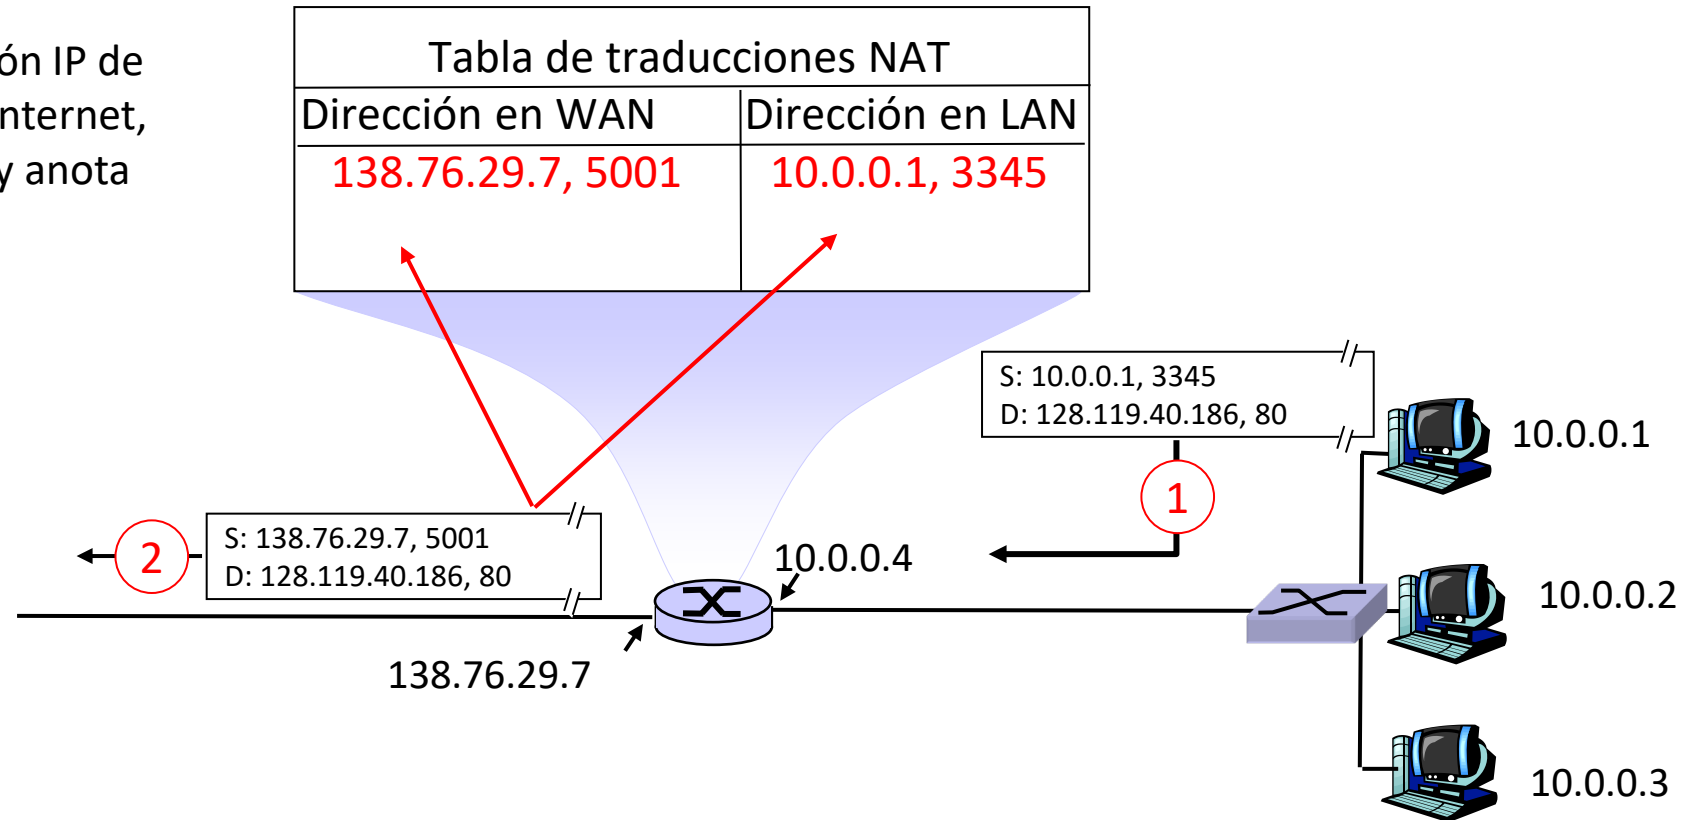 ón IP de
nternet,
y anota
Tabla de traducciones NAT
Dirección en WAN Dirección en LAN
138.76.29.7, 5001 10.0.0.1, 3345
S: 10.0.0.1, 3345
D: 128.119.40.186, 80
10.0.0.1
1
2
S: 138.76.29.7, 5001
D: 128.119.40.186, 80
10.0.0.4
10.0.0.2
138.76.29.7
10.0.0.3